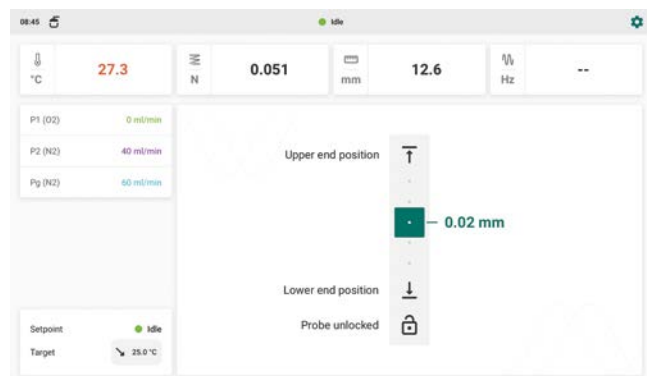 08:45 Idle
°C 27.3 N 0.051 mm 12.6 Hz --
P1 (O2) 0 ml/min
P2 (N2) 40 ml/min
Pg (N2) 60 ml/min
Upper end position
0.02 mm
Lower end position
Probe unlocked
Setpoint Idle
Target 25.0 °C